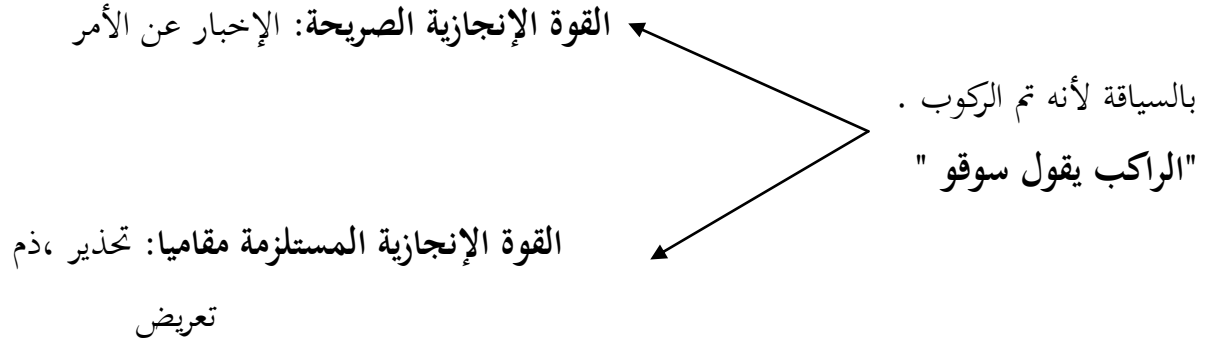 القوة الإنجازية الصريحة: الإخبار عن الأمر
بالسياقة لأنه تم الركوب .
"الراكب يقول سوقو "
القوة الإنجازية المستلزمة مقاميا: تحذير ،ذم
تعريض